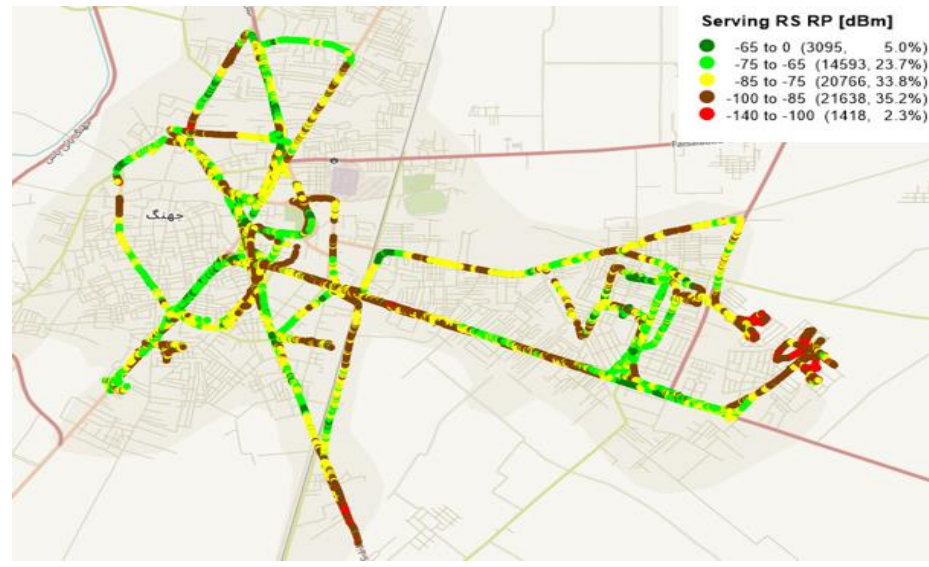 Serving RS RP [dBm]
-65 to 0 (3095, 5.0%)
-75 to -65 (14593, 23.7%)
-85 to -75 (20766, 33.8%)
-100 to -85 (21638, 35.2%)
-140 to -100 (1418, 2.3%)
جھنگ